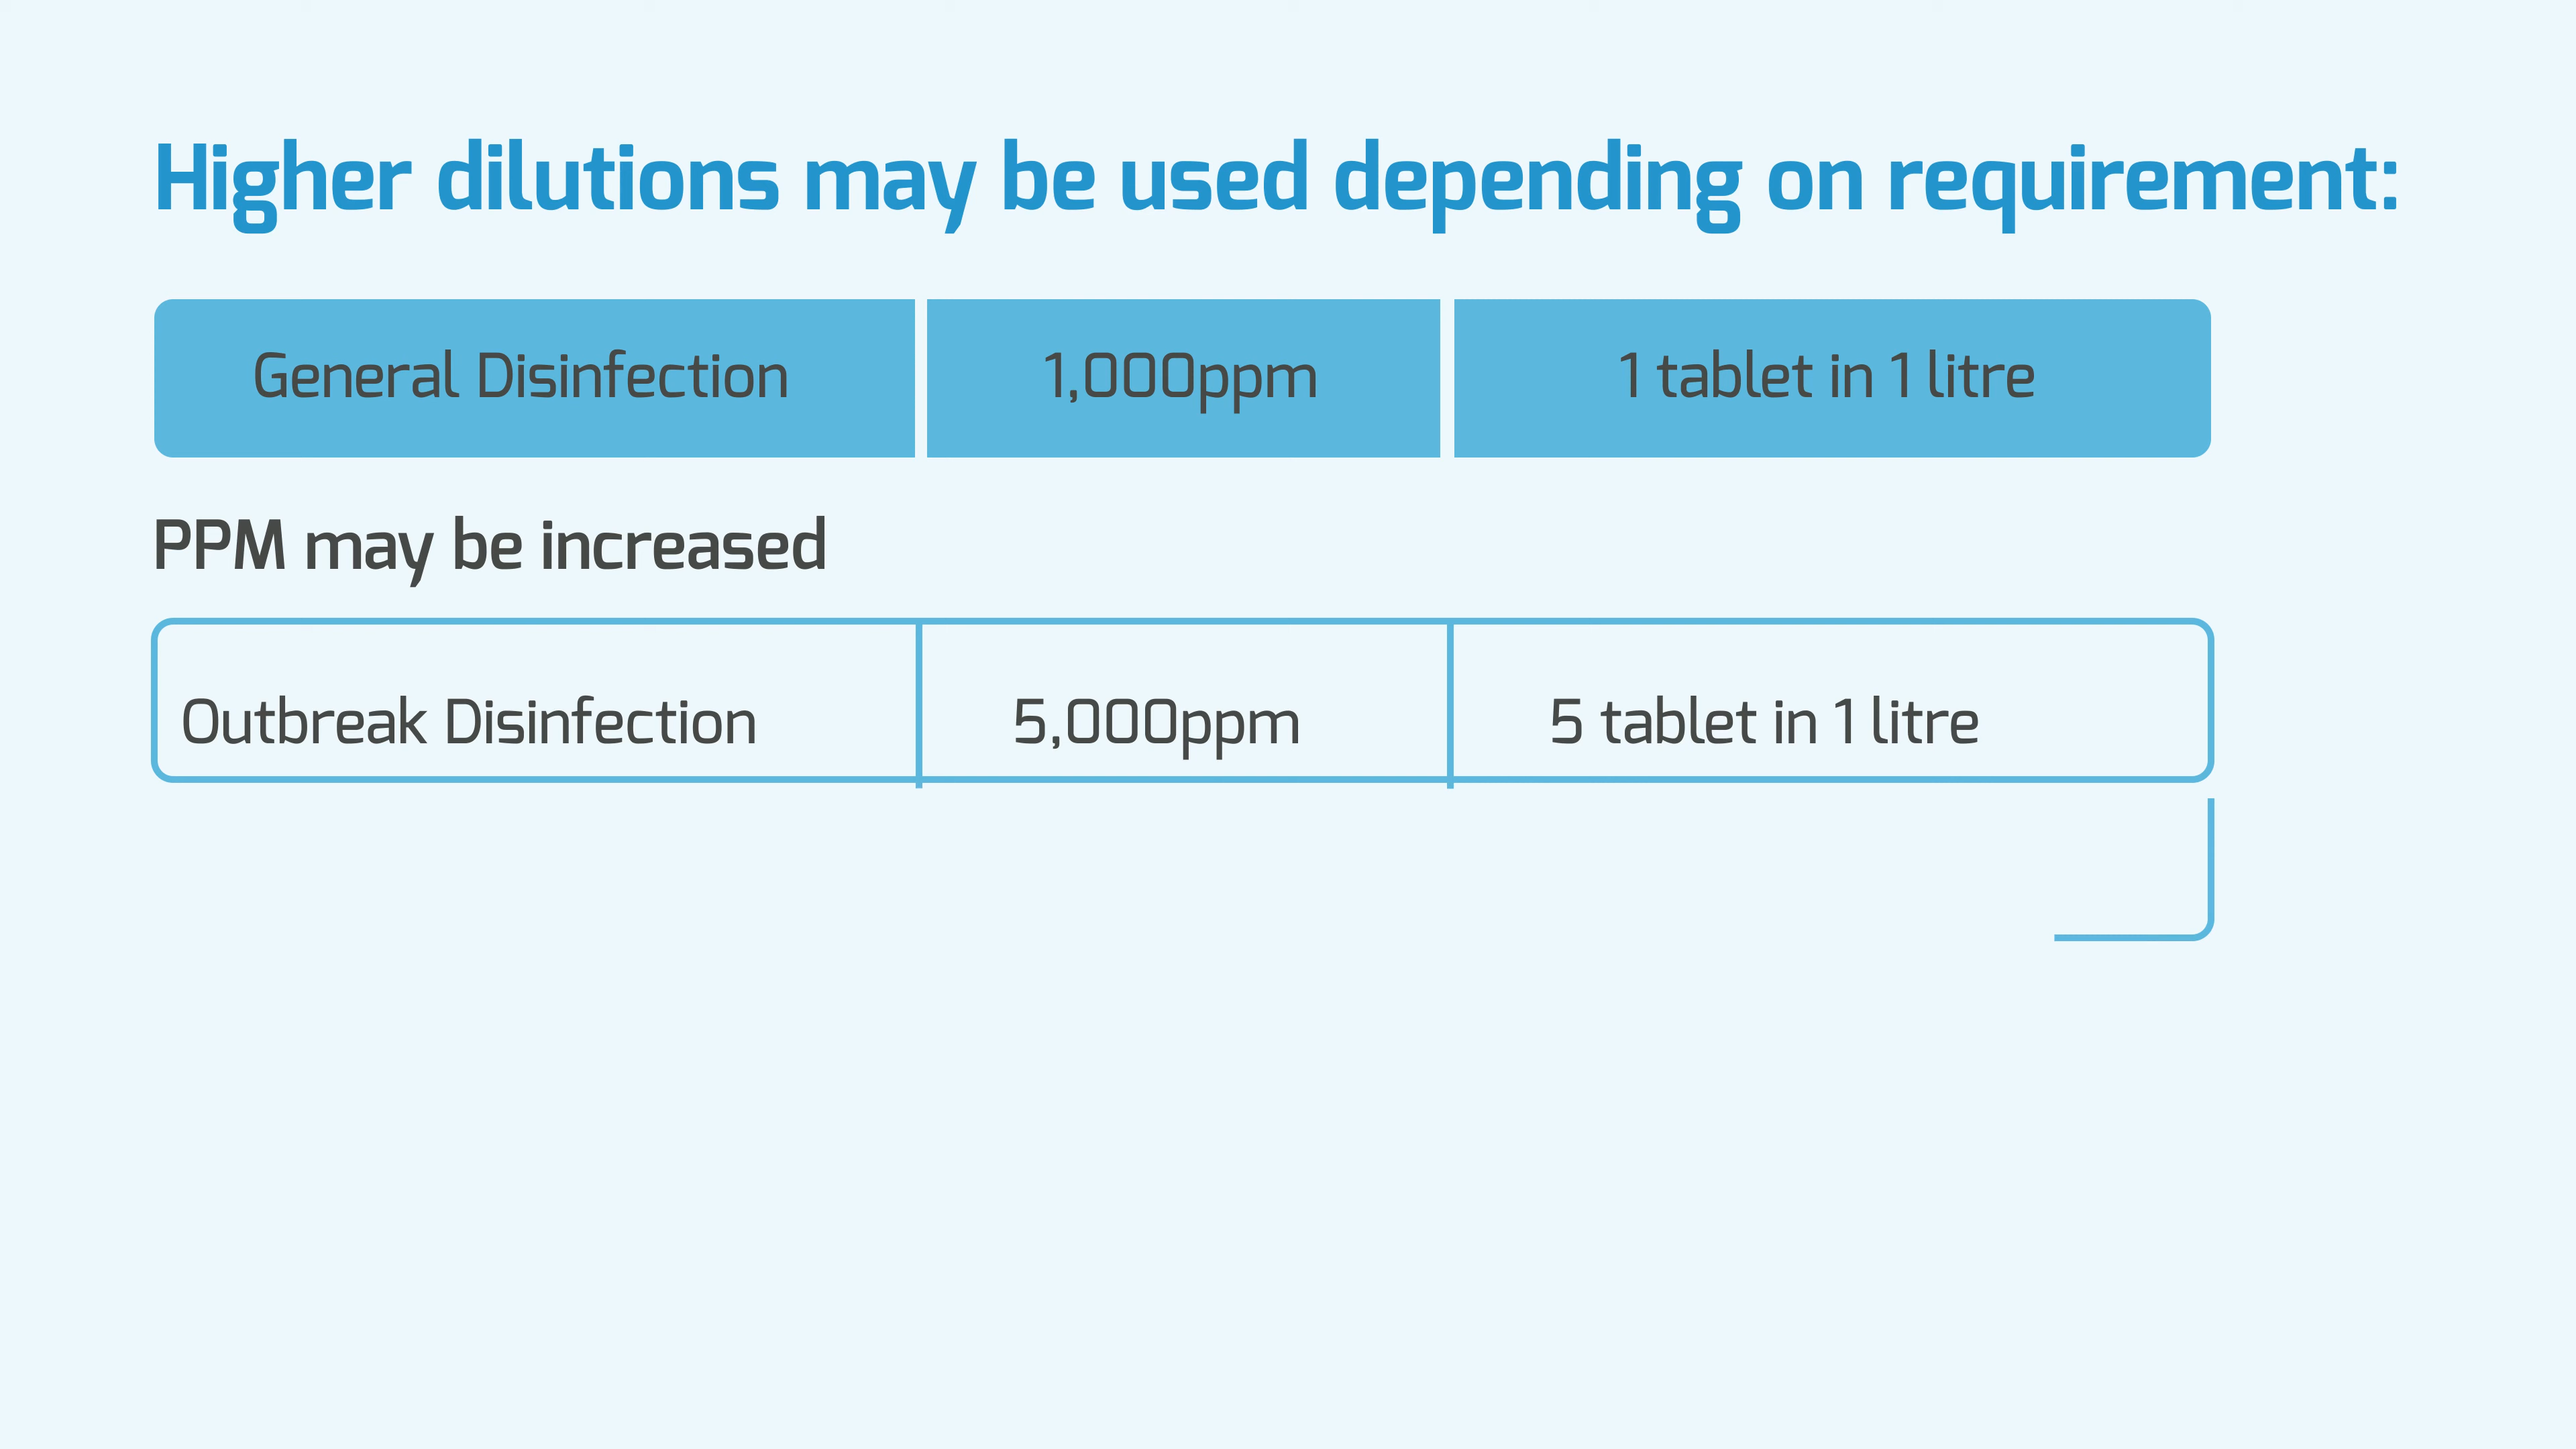 Higher dilutions may be used depending on requirement:
General Disinfection 1,000ppm 1 tablet in 1 litre
PPM may be increased
Outbreak Disinfection 5,000ppm 5 tablet in 1 litre